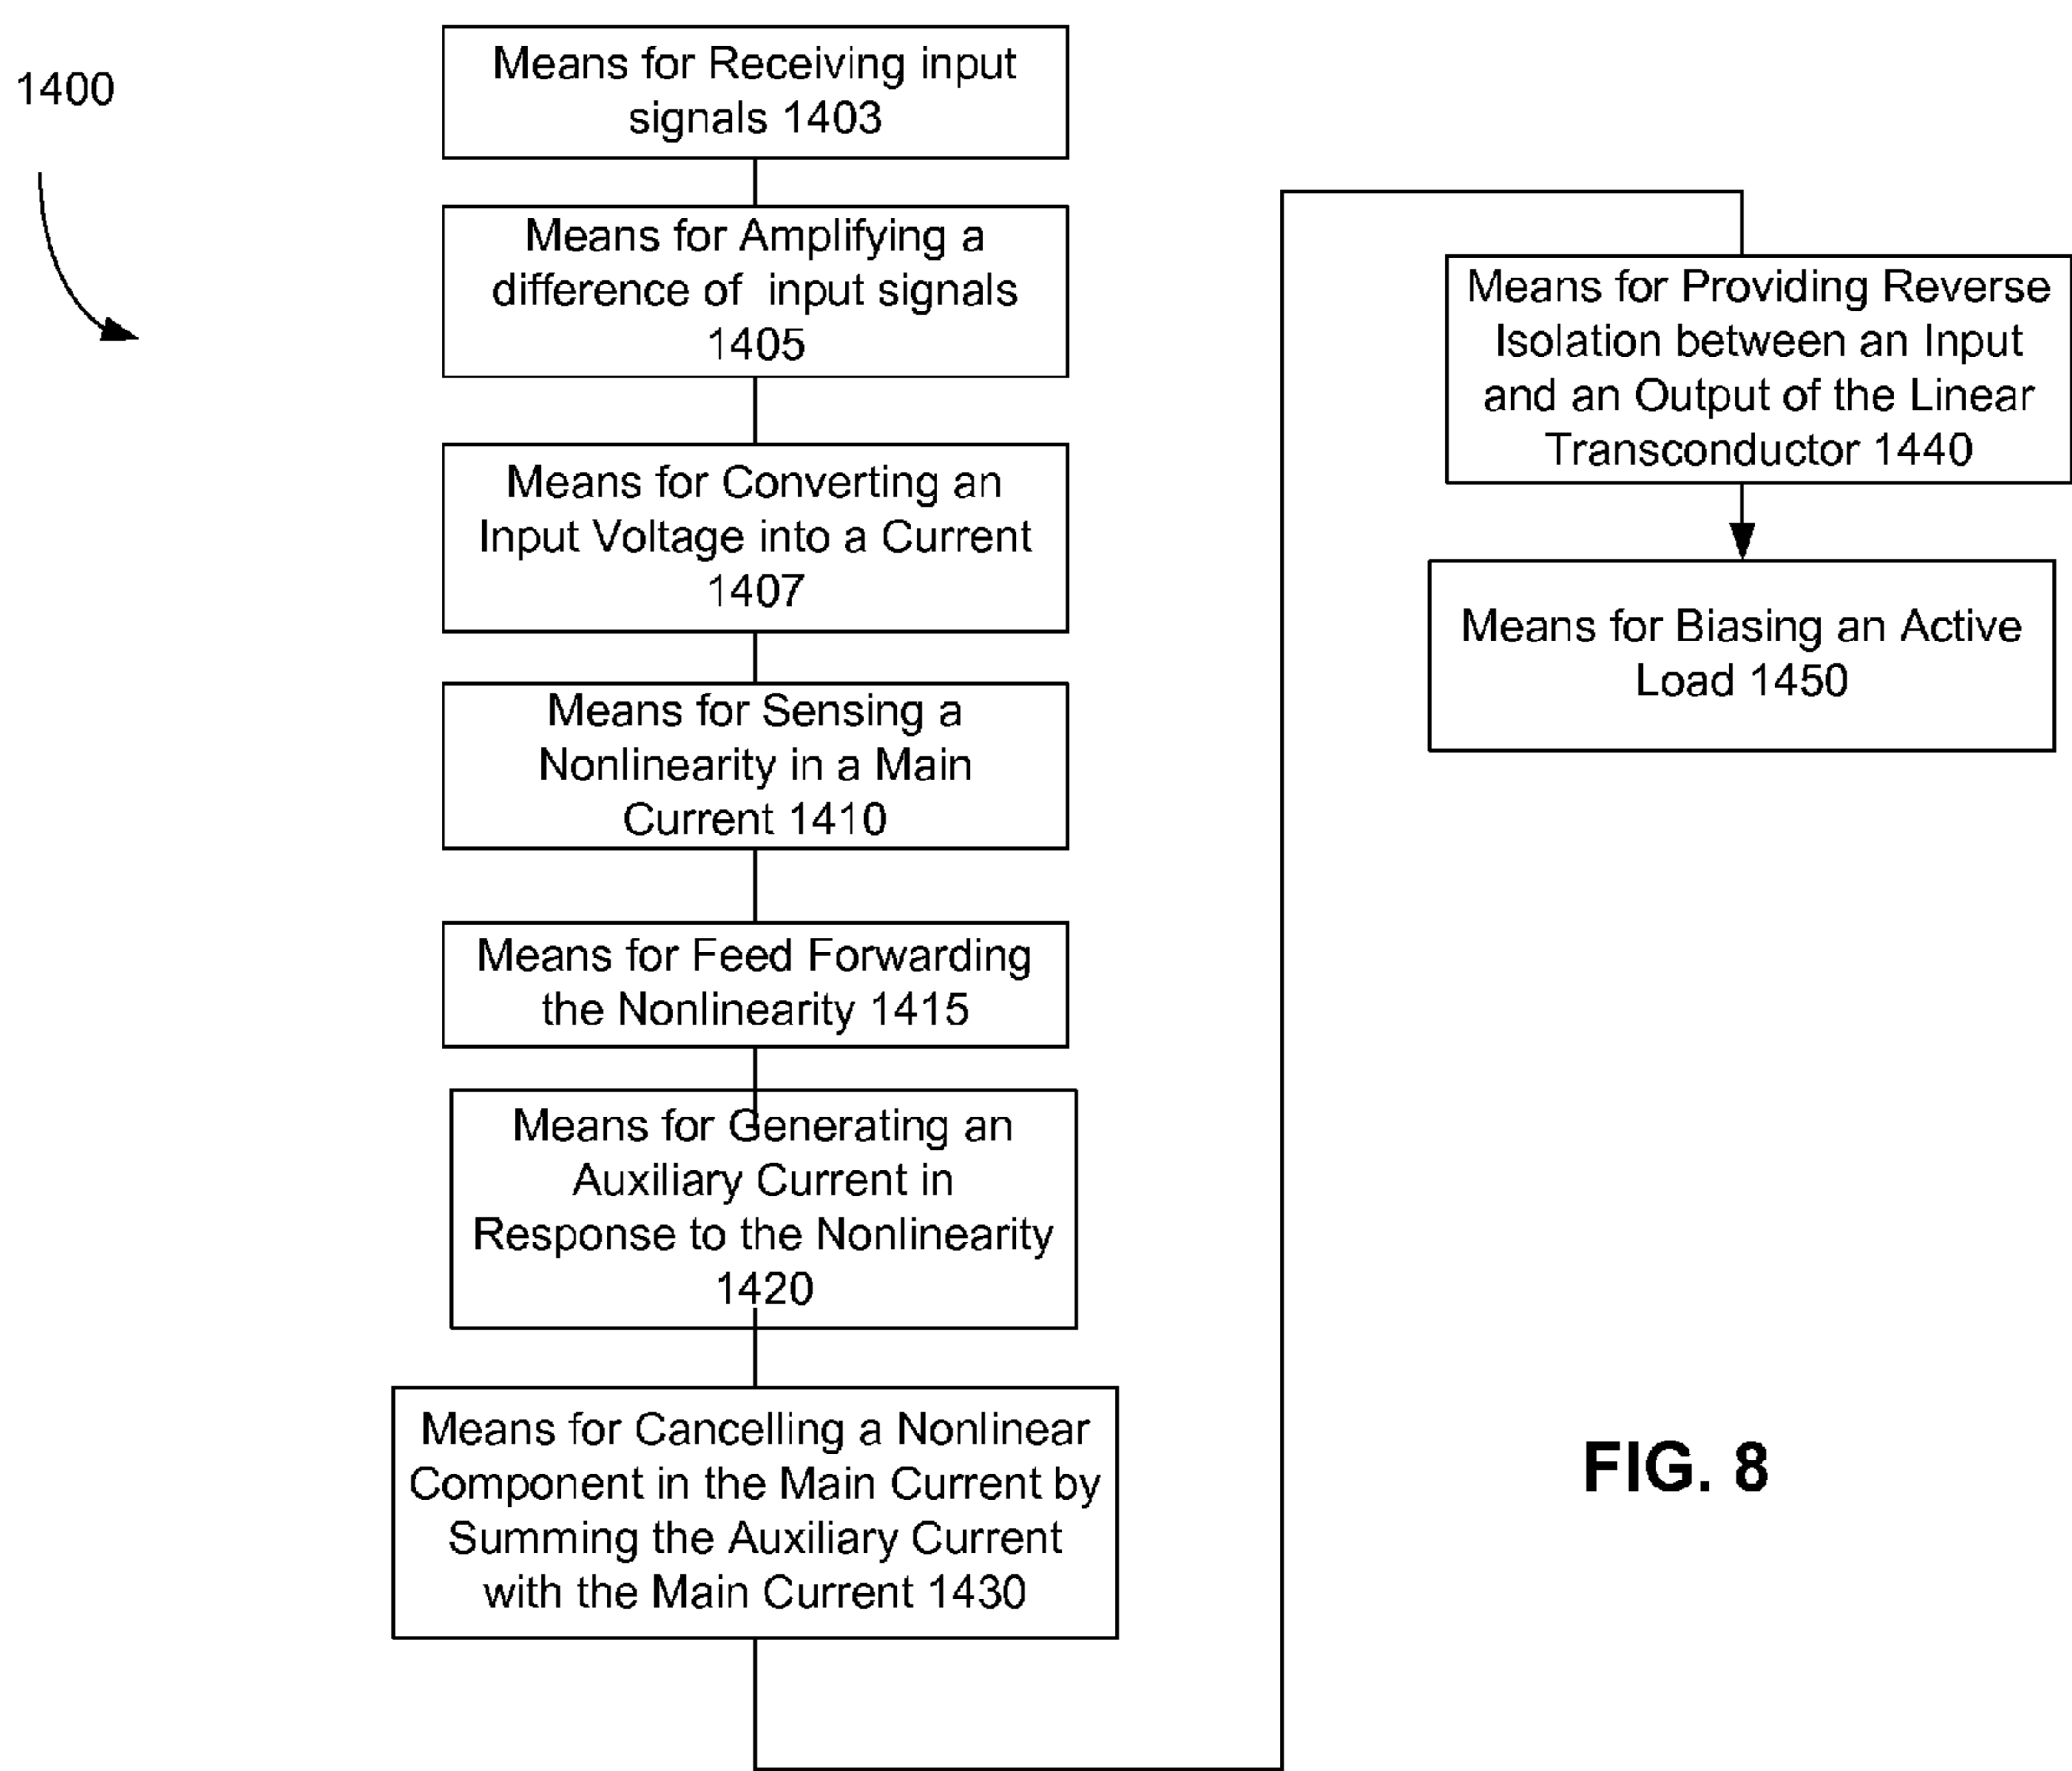 1400
Means for Receiving input
signals 1403
Means for Amplifying a
difference of input signals
1405
Means for Converting an
Input Voltage into a Current
1407
Means for Sensing a
Nonlinearity in a Main
Current 1410
Means for Feed Forwarding
the Nonlinearity 1415
Means for Generating an
Auxiliary Current in
Response to the Nonlinearity
1420
Means for Cancelling a Nonlinear
Component in the Main Current by
Summing the Auxiliary Current
with the Main Current 1430
Means for Providing Reverse
Isolation between an Input
and an Output of the Linear
Transconductor 1440
Means for Biasing an Active
Load 1450
FIG. 8